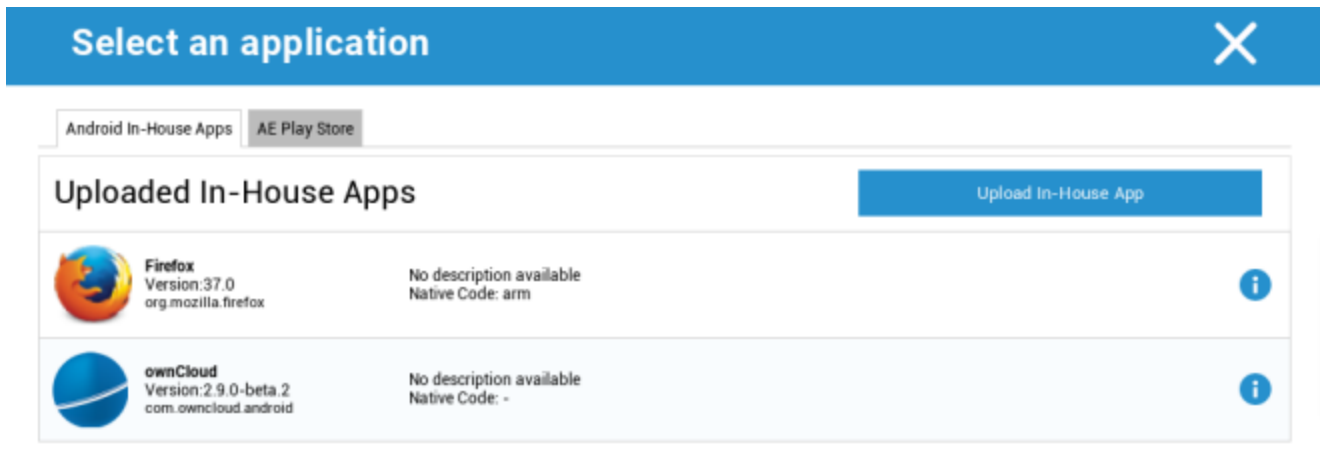 Select an application
Android In-House Apps
AE Play Store
Uploaded In-House Apps
Upload In-House App
Firefox
Version:37.0
org.mozilla.firefox
No description available
Native Code: arm
ownCloud
Version:2.9.0-beta.2
com.owncloud.android
No description available
Native Code: -